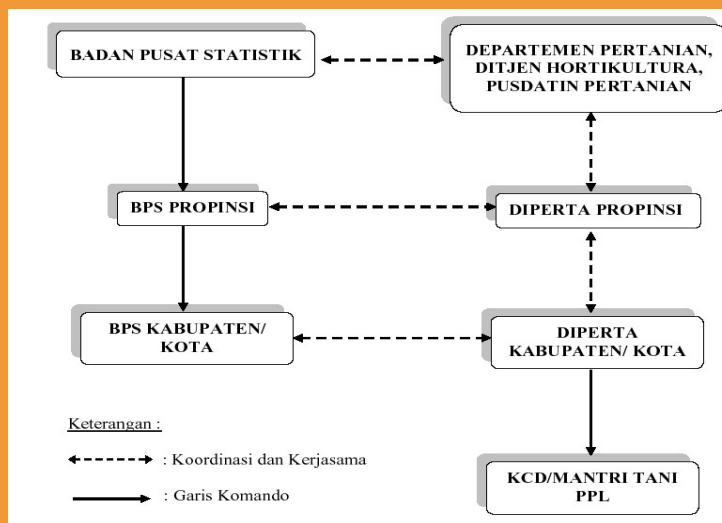 BADAN PUSAT STATISTIK
DEPARTEMEN PERTANIAN,
DITJEN HORTIKULTURA,
PUSDATIN PERTANIAN
BPS PROPINSI
DIPERTA PROPINSI
BPS KABUPATEN/
KOTA
DIPERTA
KABUPATEN/ KOTA
Keterangan :
: Koordinasi dan Kerjasama
: Garis Komando
KCD/MANTRI TANI
PPL